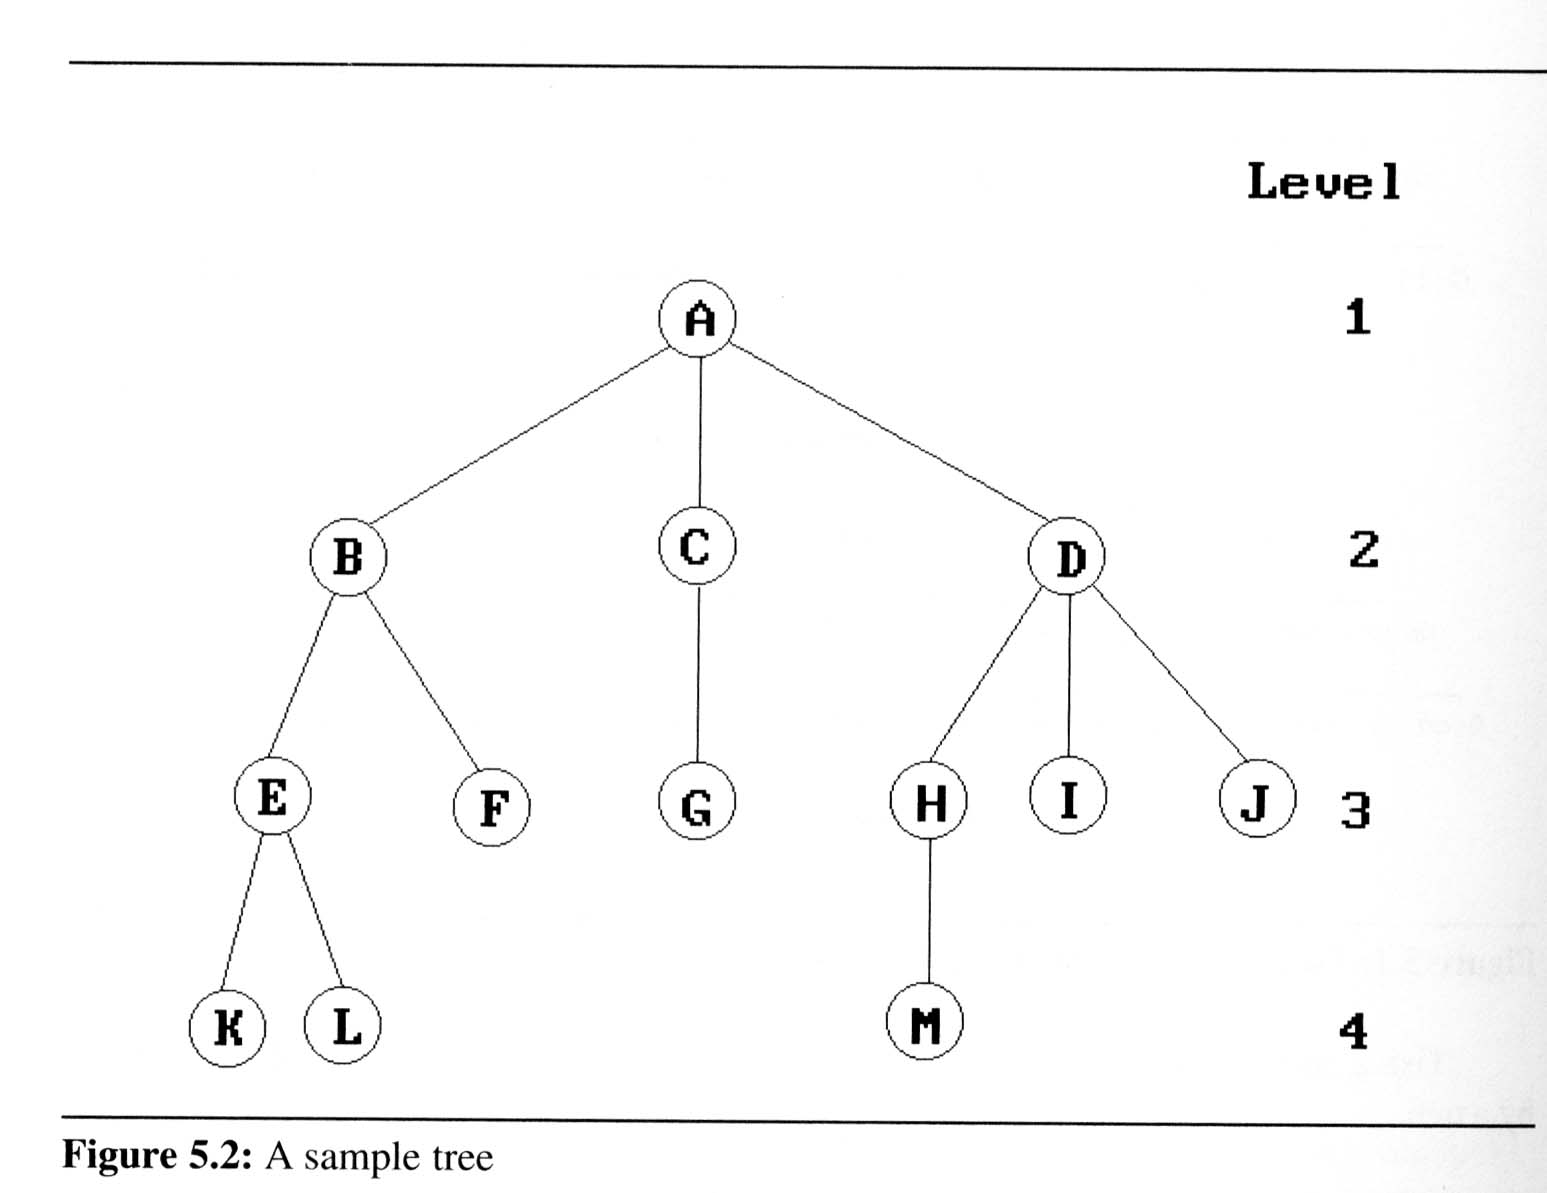 Level
A 1
B C D 2
E F G H I J 3
K L M 4
Figure 5.2: A sample tree